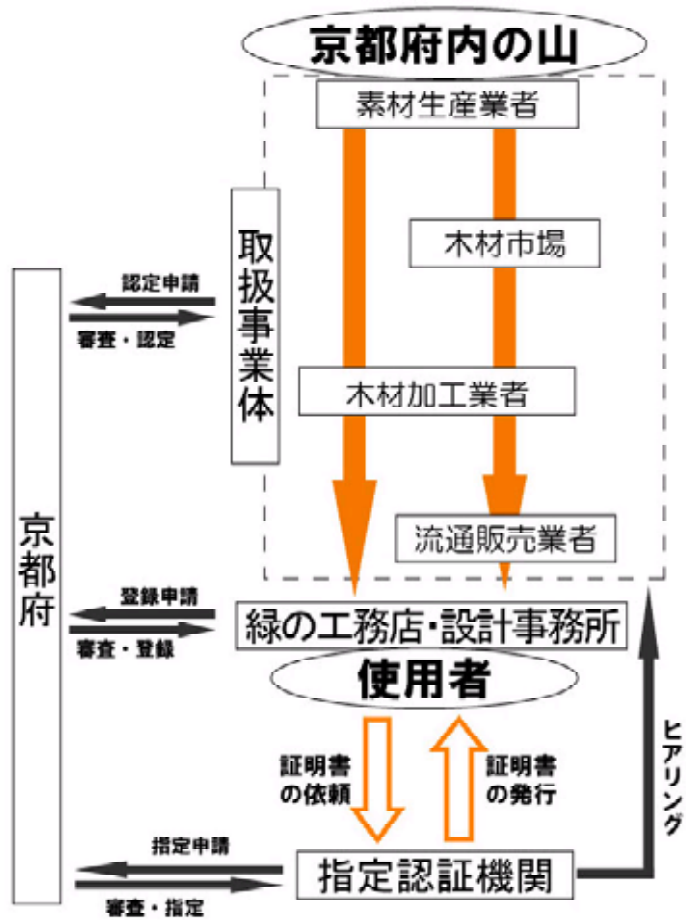 京都府内の山
素材生産業者
木材市場
取扱事業体
認定申請
審査・認定
木材加工業者
流通販売業者
京都府
登録申請
審査・登録
緑の工務店・設計事務所
使用者
証明書
の依頼
証明書
の発行
ヒアリング
指定申請
審査・指定
指定認証機関